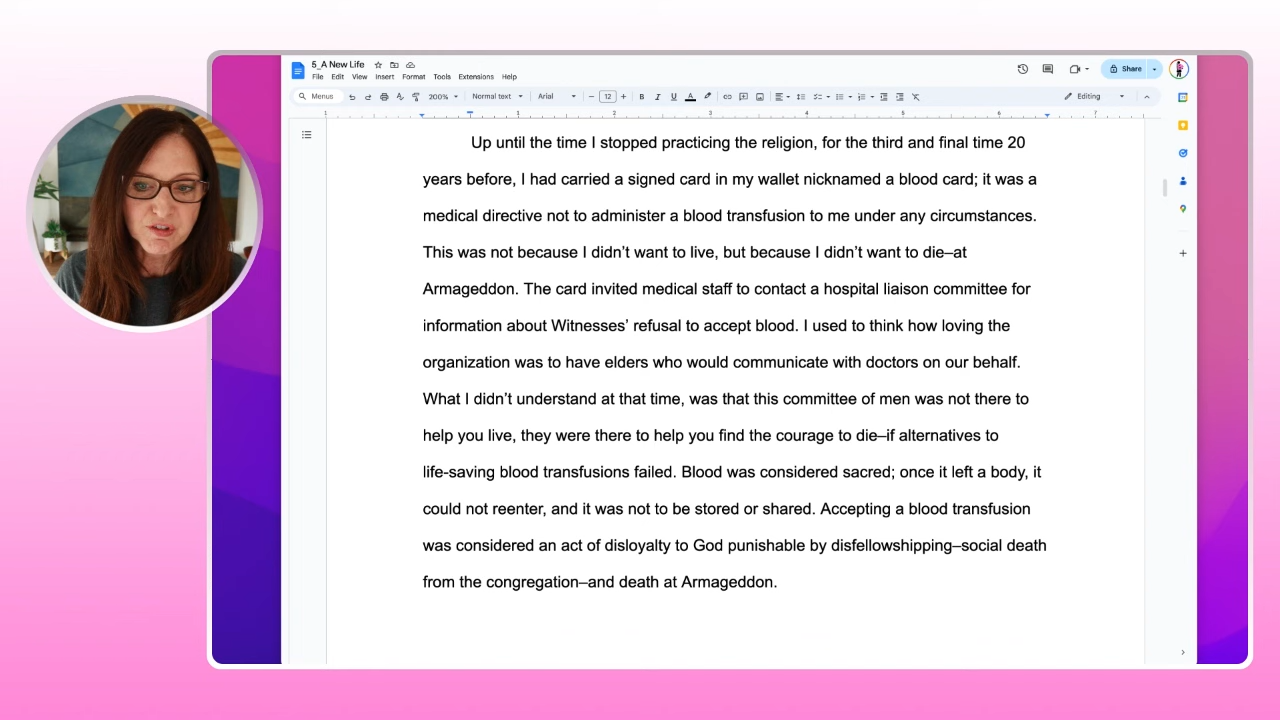 5_A New Life
File Edit View Insert Format Tools Extensions Help
Share
Menus 200% Normal text Arial 12 Editing
1 1 2 3 4 5 6 7
Up until the time I stopped practicing the religion, for the third and final time 20
years before, I had carried a signed card in my wallet nicknamed a blood card; it was a
medical directive not to administer a blood transfusion to me under any circumstances.
This was not because I didn’t want to live, but because I didn’t want to die–at
Armageddon. The card invited medical staff to contact a hospital liaison committee for
information about Witnesses’ refusal to accept blood. I used to think how loving the
organization was to have elders who would communicate with doctors on our behalf.
What I didn’t understand at that time, was that this committee of men was not there to
help you live, they were there to help you find the courage to die–if alternatives to
life-saving blood transfusions failed. Blood was considered sacred; once it left a body, it
could not reenter, and it was not to be stored or shared. Accepting a blood transfusion
was considered an act of disloyalty to God punishable by disfellowshipping–social death
from the congregation–and death at Armageddon.